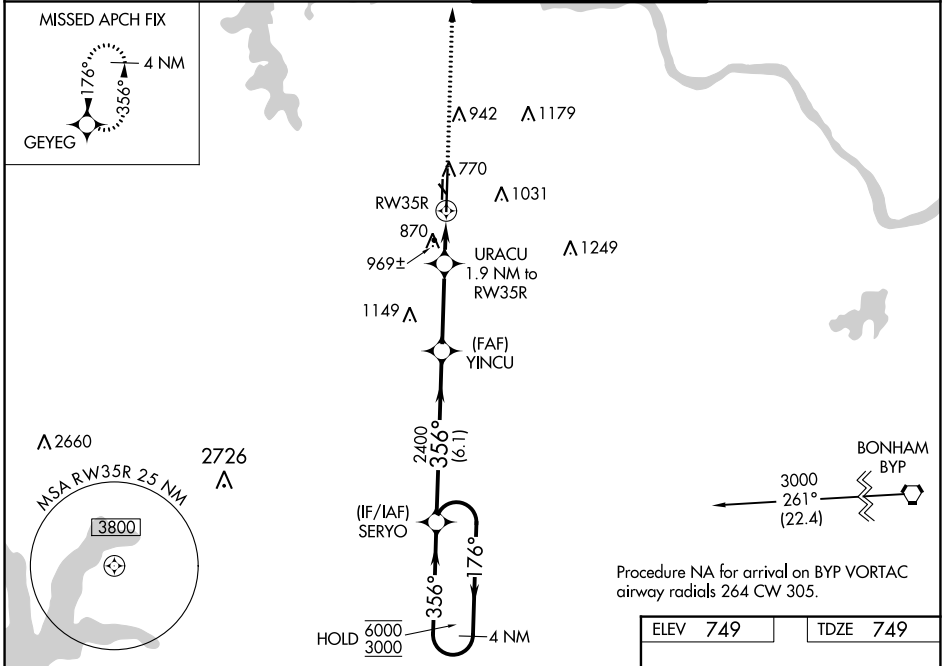 MISSED APCH FIX
4 NM
176°
356°
GEYEG
942
1179
770
RW35R
1031
870
969±
URACU
1.9 NM to
RW35R
1249
1149
(FAF)
YINCU
2660
2726
2400
356°
(6.1)
MSA RW35R 25 NM
3800
(IF/IAF)
SERYO
BONHAM
BYP
3000
261°
(22.4)
356°
176°
HOLD
6000
3000
4 NM
Procedure NA for arrival on BYP VORTAC
airway radials 264 CW 305.
ELEV 749
TDZE 749